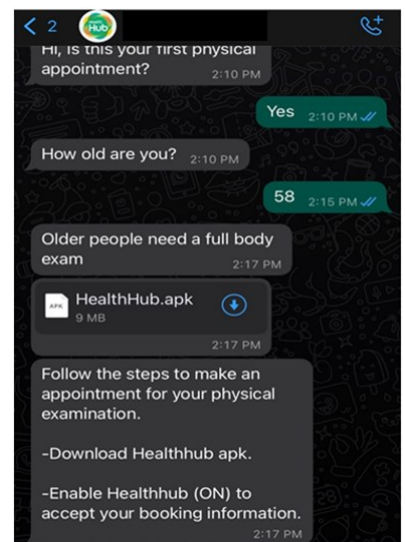 2
Health
Hub
Hi, is this your first physical
appointment?
2:10 PM
Yes 2:10 PM
How old are you? 2:10 PM
58 2:15 PM
Older people need a full body
exam
2:17 PM
APK HealthHub.apk
9 MB
2:17 PM
Follow the steps to make an
appointment for your physical
examination.
-Download Healthhub apk.
-Enable Healthhub (ON) to
accept your booking information.
2:17 PM